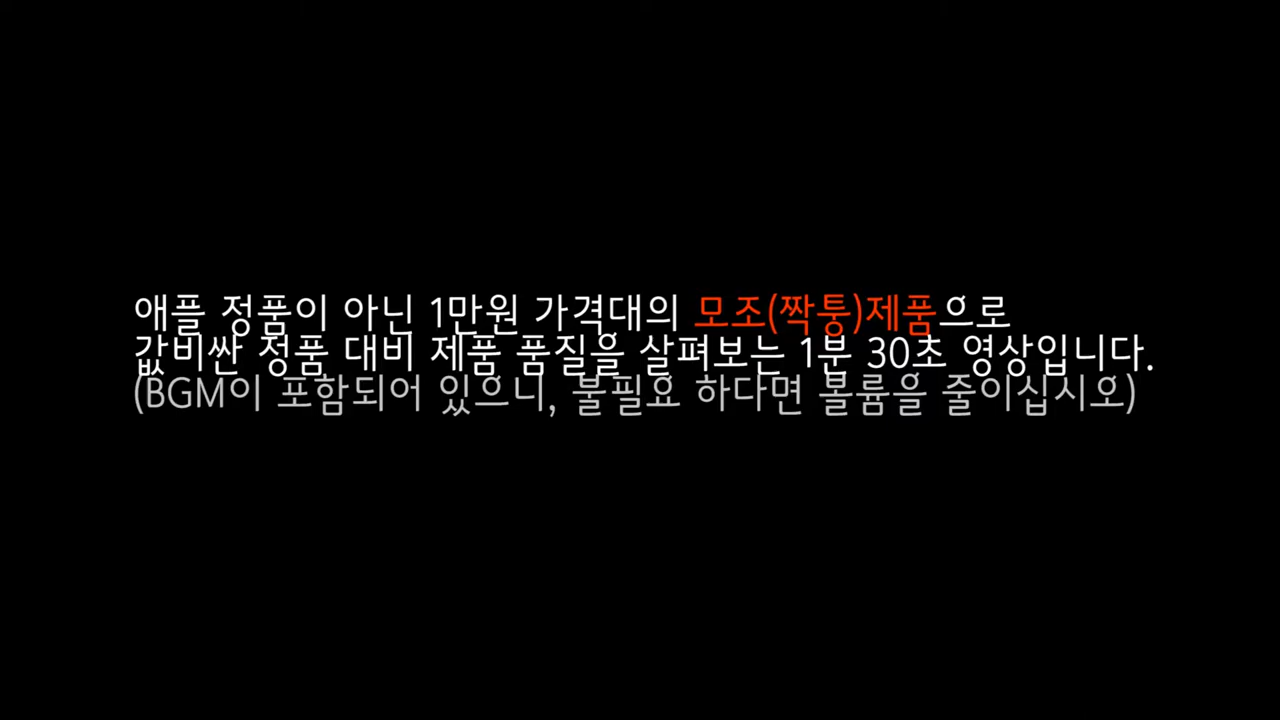 애플 정품이 아닌 1만원 가격대의 모조(짝퉁)제품으로
값비싼 정품 대비 제품 품질을 살펴보는 1분 30초 영상입니다.
(BGM이 포함되어 있으니, 불필요 하다면 볼륨을 줄이십시오)